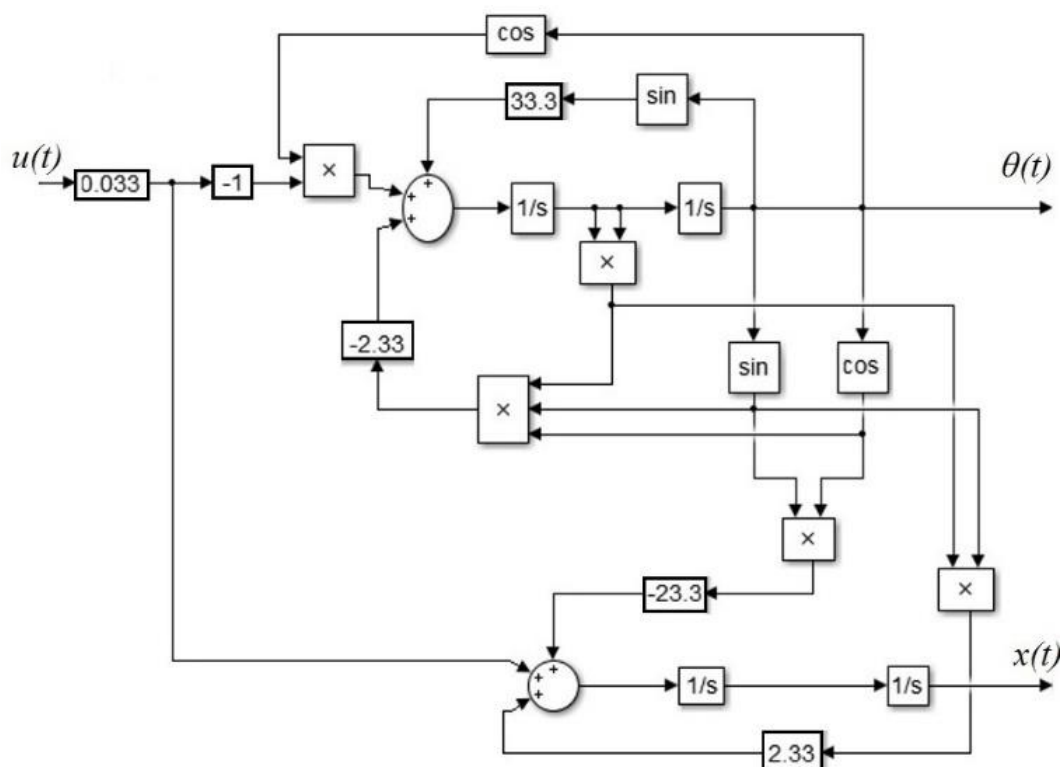 cos
33.3
sin
u(t)
0.033
-1
×
+
+
+
1/s
1/s
θ(t)
×
-2.33
sin
cos
×
×
-23.3
×
+
+
+
1/s
1/s
x(t)
2.33